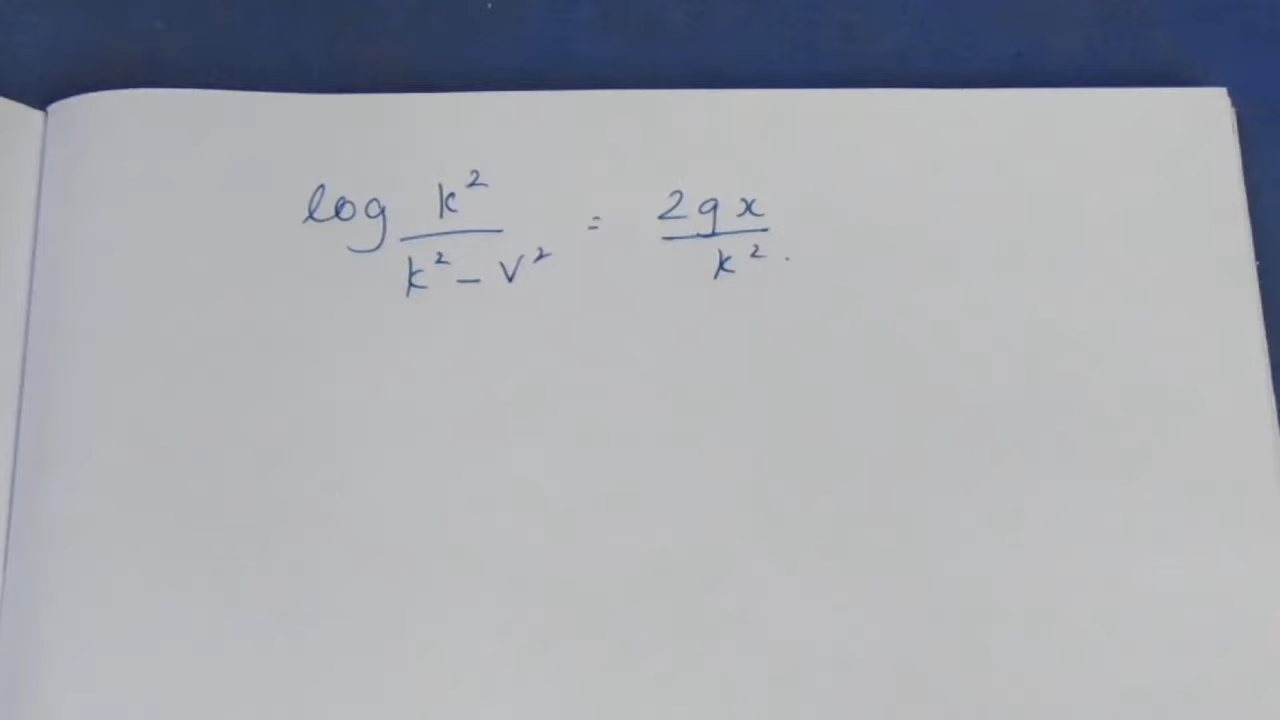 log k²/(k² - v²) = 2gx/k².